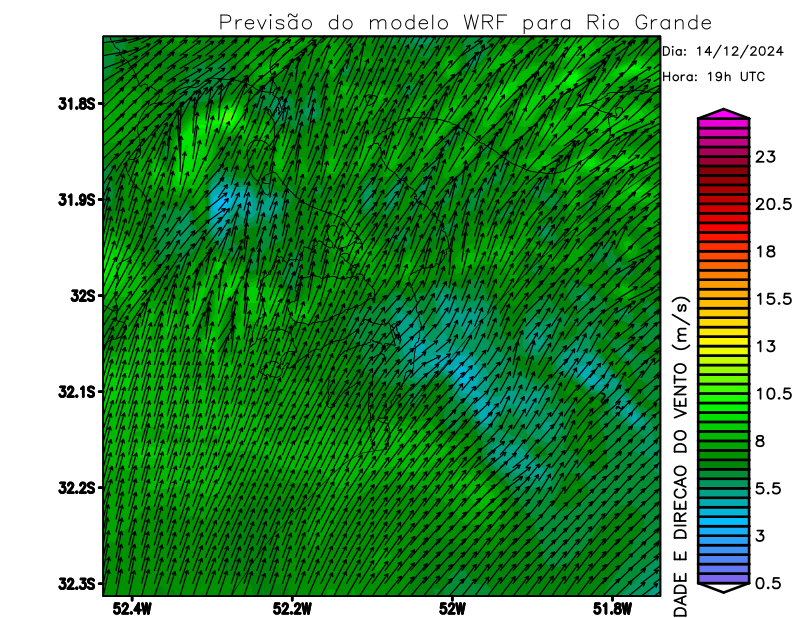 Previsão do modelo WRF para Rio Grande
Dia: 14/12/2024
Hora: 19h UTC
31.8S
31.9S
32S
32.1S
32.2S
32.3S
52.4W
52.2W
52W
51.8W
23
20.5
18
15.5
13
10.5
8
5.5
3
0.5
DADE E DIRECAO DO VENTO (m/s)